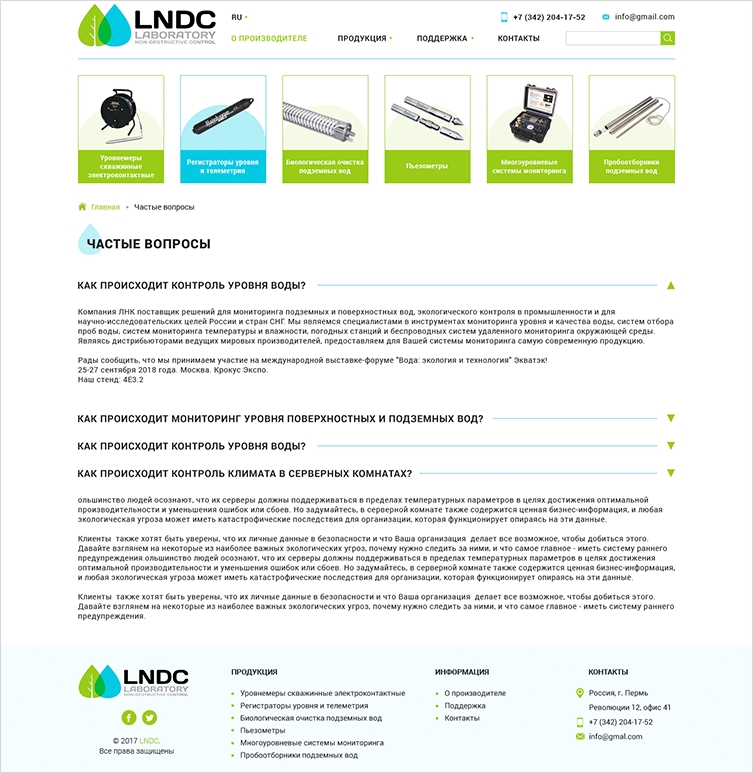 LNDC
LABORATORY
NON-DESTRUCTIVE CONTROL
RU
+7 (342) 204-17-52
info@gmail.com
О ПРОИЗВОДИТЕЛЕ
ПРОДУКЦИЯ
ПОДДЕРЖКА
КОНТАКТЫ
Уровнемеры
скважинные
электроконтактные
Регистраторы уровня
и телеметрия
Биологическая очистка
подземных вод
Пьезометры
Многоуровневые
системы мониторинга
Пробоотборники
подземных вод
Главная • Частые вопросы
ЧАСТЫЕ ВОПРОСЫ
КАК ПРОИСХОДИТ КОНТРОЛЬ УРОВНЯ ВОДЫ?
Компания ЛНК поставщик решений для мониторинга подземных и поверхностных вод, экологического контроля в промышленности и для
научно-исследовательских целей России и стран СНГ. Мы являемся специалистами в инструментах мониторинга уровня и качества воды, систем отбора
проб воды, систем мониторинга температуры и влажности, погодных станций и беспроводных систем удаленного мониторинга окружающей среды.
Являясь дистрибьюторами ведущих мировых производителей, предоставляем для Вашей системы мониторинга самую современную продукцию.
Рады сообщить, что мы принимаем участие на международной выставке-форуме "Вода: экология и технология" Экватэк!
25-27 сентября 2018 года. Москва. Крокус Экспо.
Наш стенд: 4E3.2
КАК ПРОИСХОДИТ МОНИТОРИНГ УРОВНЯ ПОВЕРХНОСТНЫХ И ПОДЗЕМНЫХ ВОД?
КАК ПРОИСХОДИТ КОНТРОЛЬ УРОВНЯ ВОДЫ?
КАК ПРОИСХОДИТ КОНТРОЛЬ КЛИМАТА В СЕРВЕРНЫХ КОМНАТАХ?
ольшинство людей осознают, что их серверы должны поддерживаться в пределах температурных параметров в целях достижения оптимальной
производительности и уменьшения ошибок или сбоев. Но задумайтесь, в серверной комнате также содержится ценная бизнес-информация, и любая
экологическая угроза может иметь катастрофические последствия для организации, которая функционирует опираясь на эти данные.
Клиенты также хотят быть уверены, что их личные данные в безопасности и что Ваша организация делает все возможное, чтобы добиться этого.
Давайте взглянем на некоторые из наиболее важных экологических угроз, почему нужно следить за ними, и что самое главное - иметь систему раннего
предупреждения.ольшинство людей осознают, что их серверы должны поддерживаться в пределах температурных параметров в целях достижения
оптимальной производительности и уменьшения ошибок или сбоев. Но задумайтесь, в серверной комнате также содержится ценная бизнес-информация,
и любая экологическая угроза может иметь катастрофические последствия для организации, которая функционирует опираясь на эти данные.
Клиенты также хотят быть уверены, что их личные данные в безопасности и что Ваша организация делает все возможное, чтобы добиться этого.
Давайте взглянем на некоторые из наиболее важных экологических угроз, почему нужно следить за ними, и что самое главное - иметь систему раннего
предупреждения.
LNDC
LABORATORY
NON-DESTRUCTIVE CONTROL
© 2017 LNDC,
Все права защищены
ПРОДУКЦИЯ
Уровнемеры скважинные электроконтактные
Регистраторы уровня и телеметрия
Биологическая очистка подземных вод
Пьезометры
Многоуровневые системы мониторинга
Пробоотборники подземных вод
ИНФОРМАЦИЯ
О производителе
Поддержка
Контакты
КОНТАКТЫ
Россия, г. Пермь
Революции 12, офис 41
+7 (342) 204-17-52
info@gmal.com